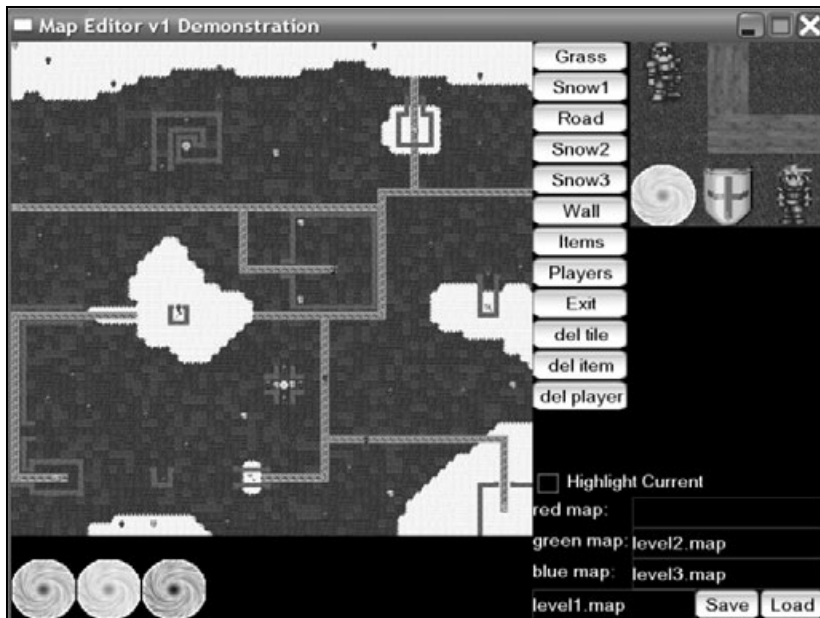 Map Editor v1 Demonstration
Grass
Snow1
Road
Snow2
Snow3
Wall
Items
Players
Exit
del tile
del item
del player
Highlight Current
red map:
green map: level2.map
blue map: level3.map
level1.map Save Load